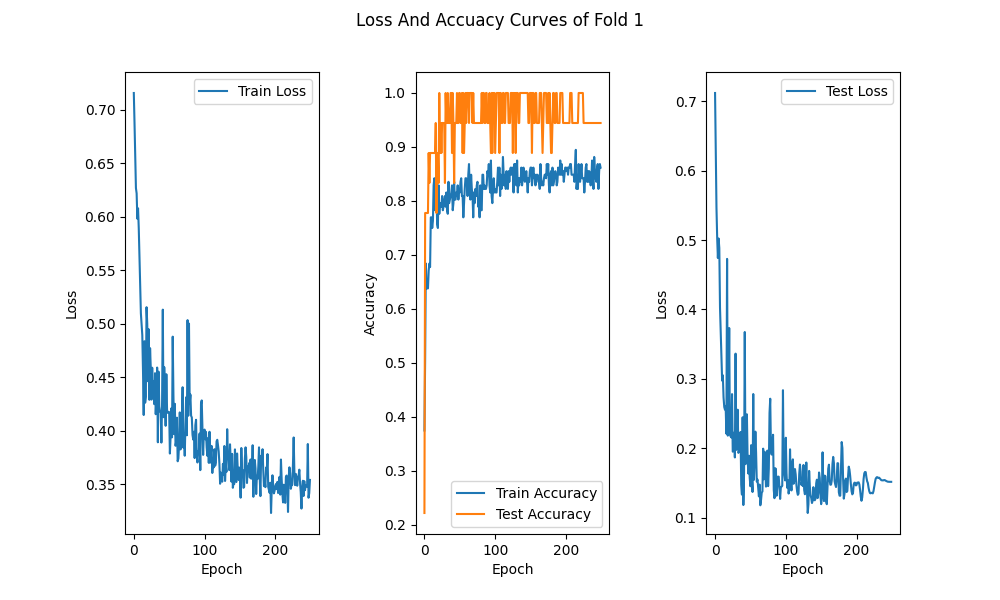 Loss And Accuacy Curves of Fold 1
Train Loss
0.70
0.65
0.60
0.55
0.50
0.45
0.40
0.35
Loss
0 100 200
Epoch
1.0
0.9
0.8
0.7
0.6
0.5
0.4
0.3
0.2
Accuracy
Train Accuracy
Test Accuracy
0 100 200
Epoch
Test Loss
0.7
0.6
0.5
0.4
0.3
0.2
0.1
Loss
0 100 200
Epoch